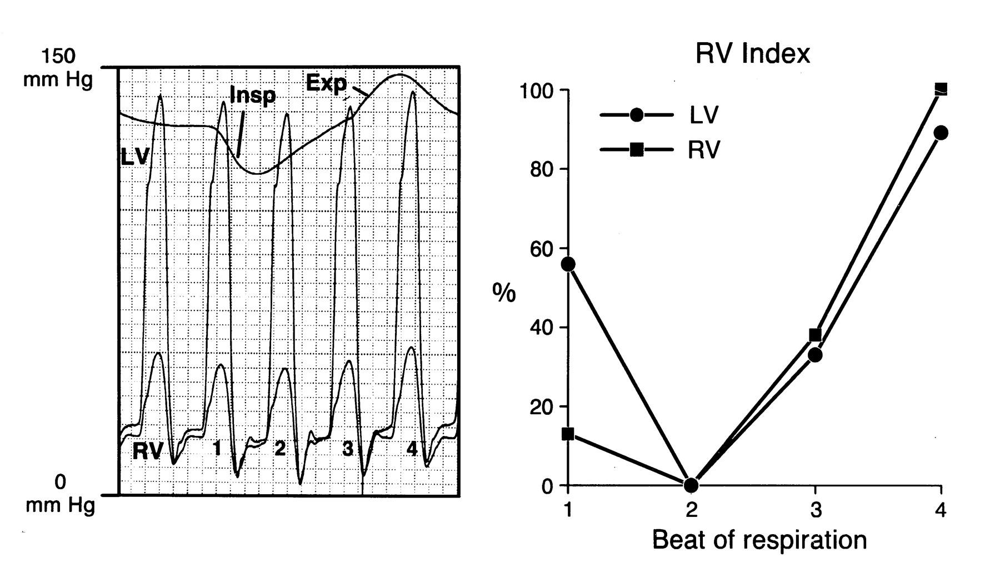 150
mm Hg
Insp
Exp
LV
RV
1
2
3
4
0
mm Hg
RV Index
LV
RV
100
80
60
40
20
0
%
1
2
3
4
Beat of respiration